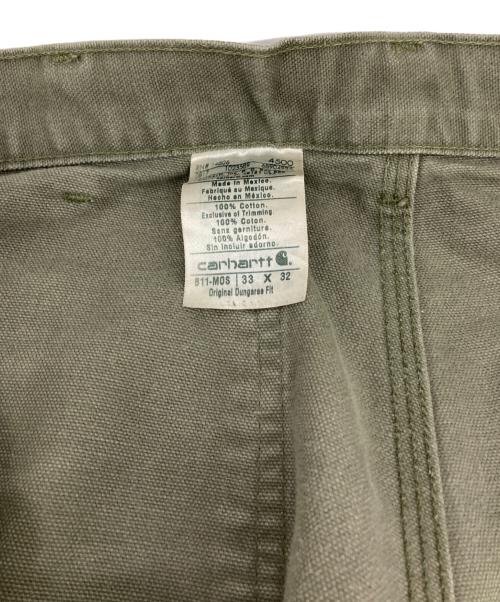 4500
Made in Mexico.
Fabriqué au Mexique.
Hecho en México.
100% Cotton.
Exclusive of Trimming
100% Coton.
Sans garniture.
100% Algodón.
Sin incluir adorno.
carhartt
B11-MOS 33 X 32
Original Dungaree Fit